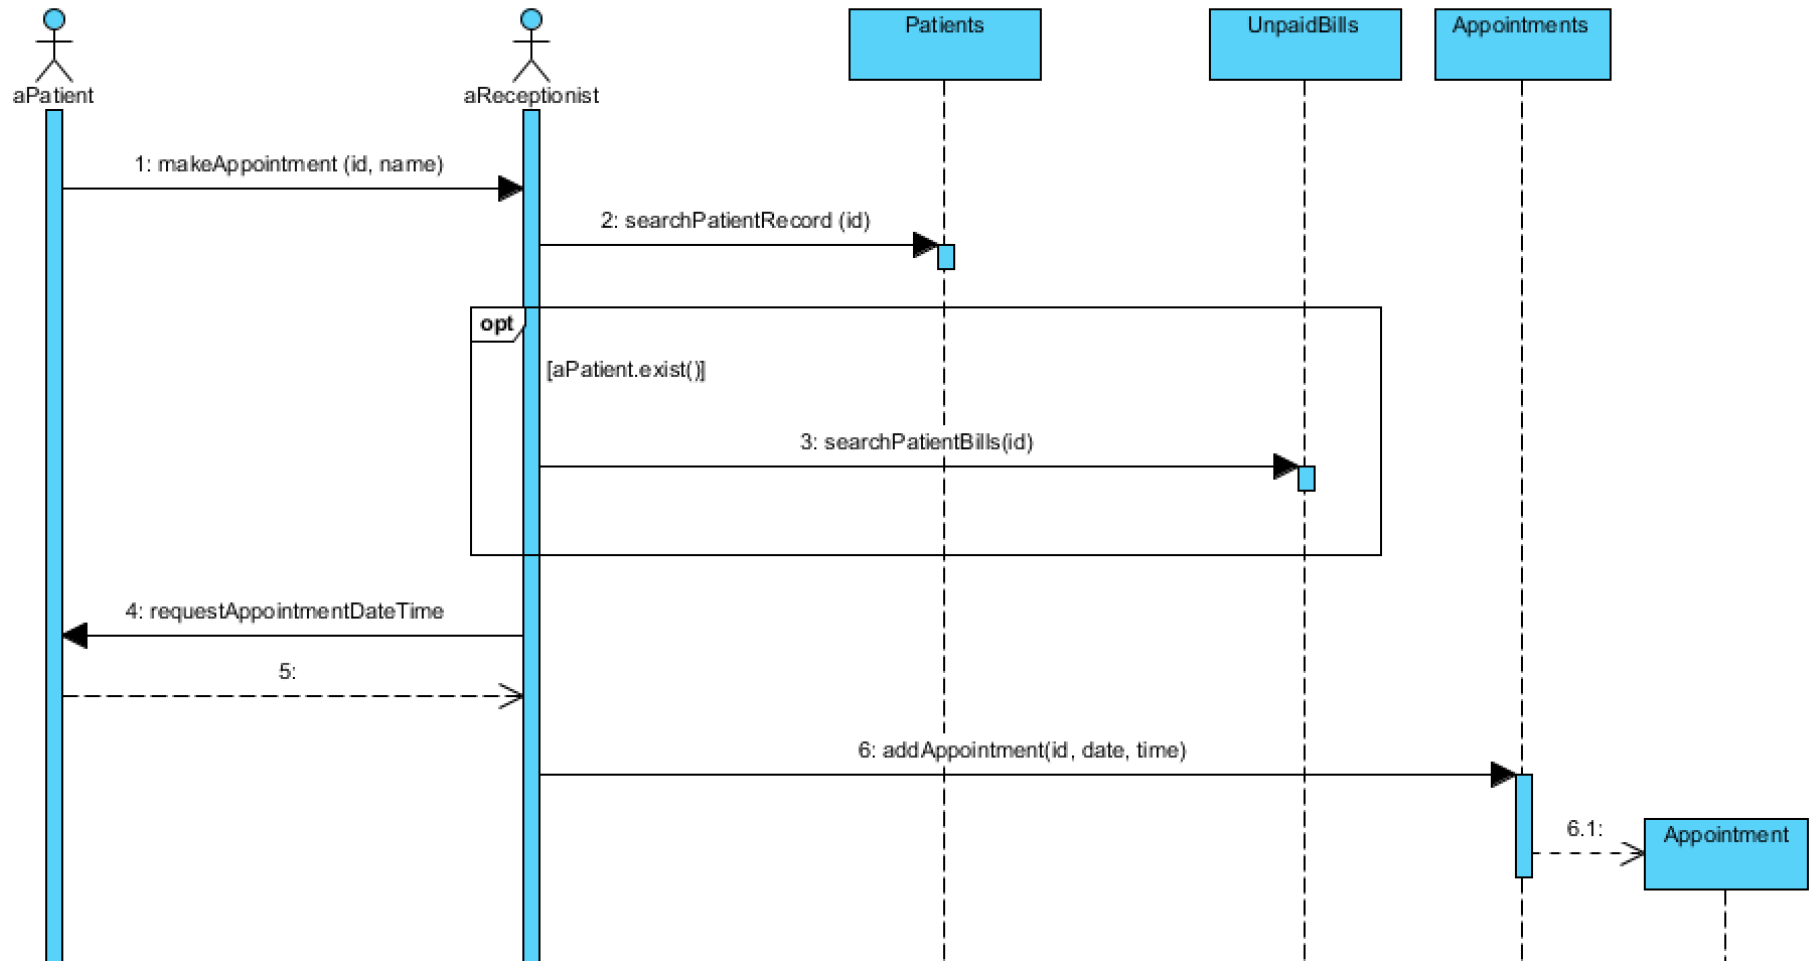 Patients
UnpaidBills
Appointments
aPatient
aReceptionist
1: makeAppointment (id, name)
2: searchPatientRecord (id)
opt
[aPatient.exist()]
3: searchPatientBills(id)
4: requestAppointmentDateTime
5:
6: addAppointment(id, date, time)
6.1:
Appointment